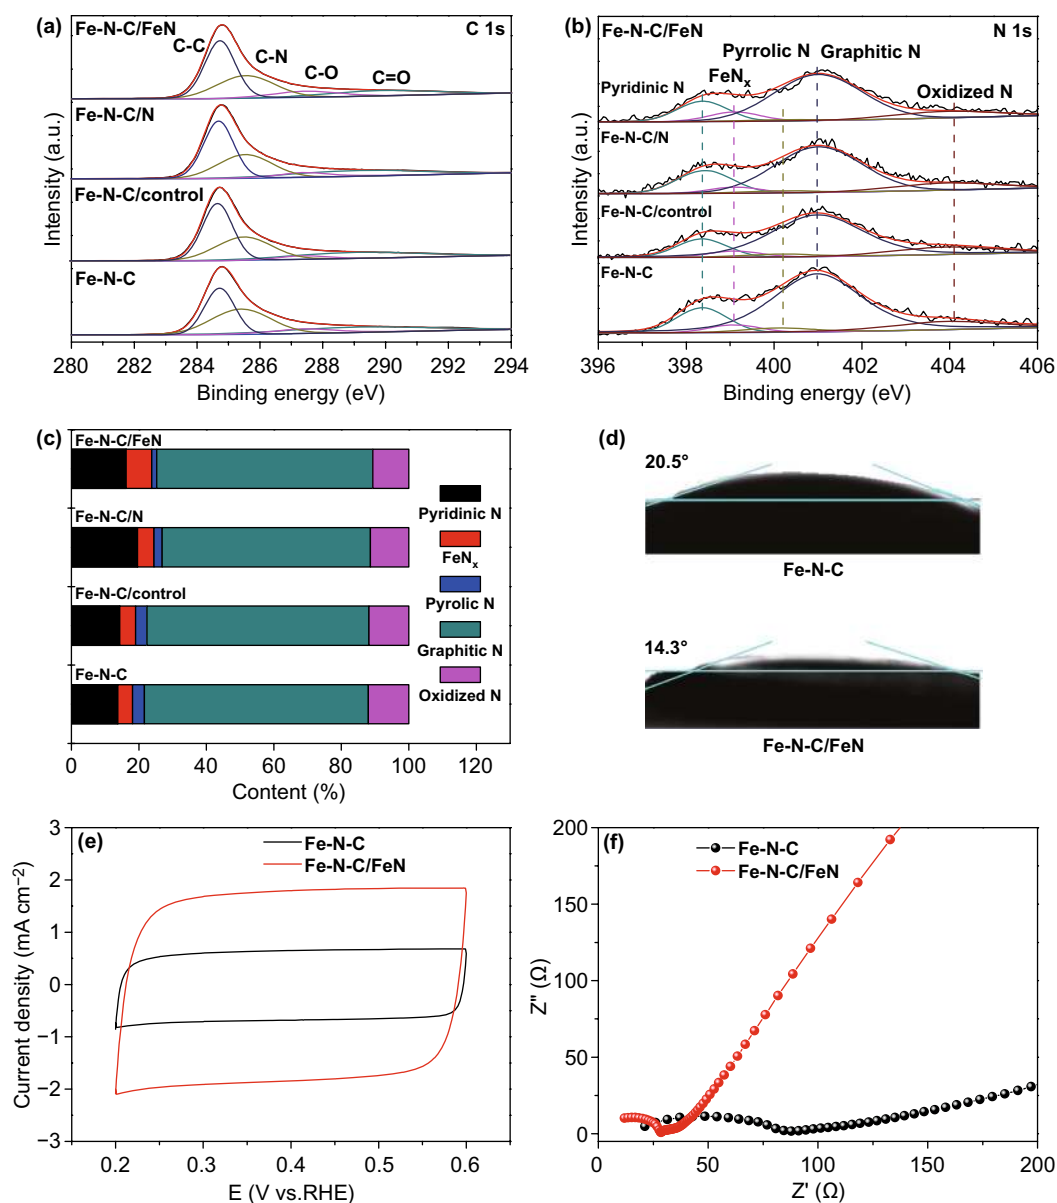 (a)
Fe-N-C/FeN
C 1s
C-C
C-N
C-O
C=O
Fe-N-C/N
Fe-N-C/control
Fe-N-C
Intensity (a.u.)
280 282 284 286 288 290 292 294
Binding energy (eV)
(b)
Fe-N-C/FeN
N 1s
Pyrrolic N
Graphitic N
Pyridinic N
FeNx
Oxidized N
Fe-N-C/N
Fe-N-C/control
Fe-N-C
Intensity (a.u.)
396 398 400 402 404 406
Binding energy (eV)
(c)
Fe-N-C/FeN
Fe-N-C/N
Fe-N-C/control
Fe-N-C
Pyridinic N
FeNx
Pyrolic N
Graphitic N
Oxidized N
0 20 40 60 80 100 120
Content (%)
(d)
20.5°
Fe-N-C
14.3°
Fe-N-C/FeN
(e)
Fe-N-C
Fe-N-C/FeN
3
2
1
0
−1
−2
−3
Current density (mA cm−2)
0.2 0.3 0.4 0.5 0.6
E (V vs.RHE)
(f)
Fe-N-C
Fe-N-C/FeN
200
150
100
50
0
Z" (Ω)
0 50 100 150 200
Z' (Ω)